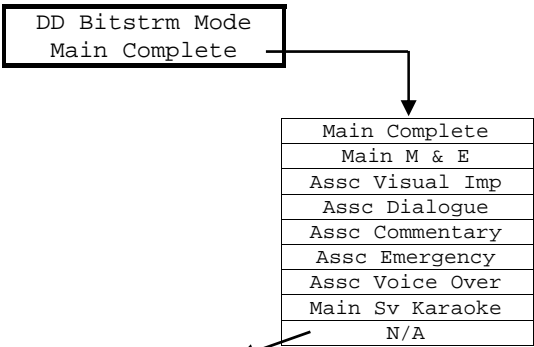 DD Bitstrm Mode
Main Complete
Main Complete
Main M & E
Assc Visual Imp
Assc Dialogue
Assc Commentary
Assc Emergency
Assc Voice Over
Main Sv Karaoke
N/A